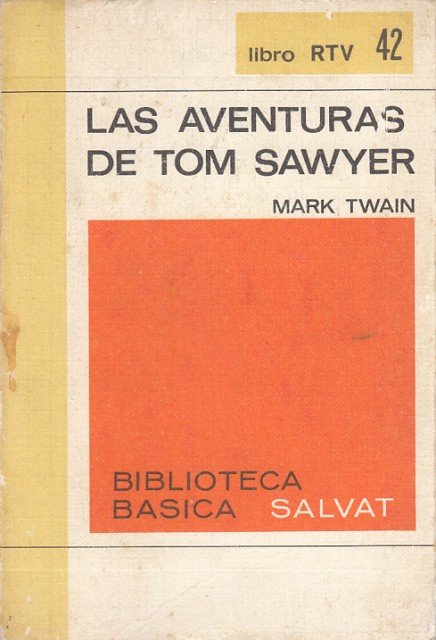 libro RTV 42
LAS AVENTURAS
DE TOM SAWYER
MARK TWAIN
BIBLIOTECA
BASICA SALVAT